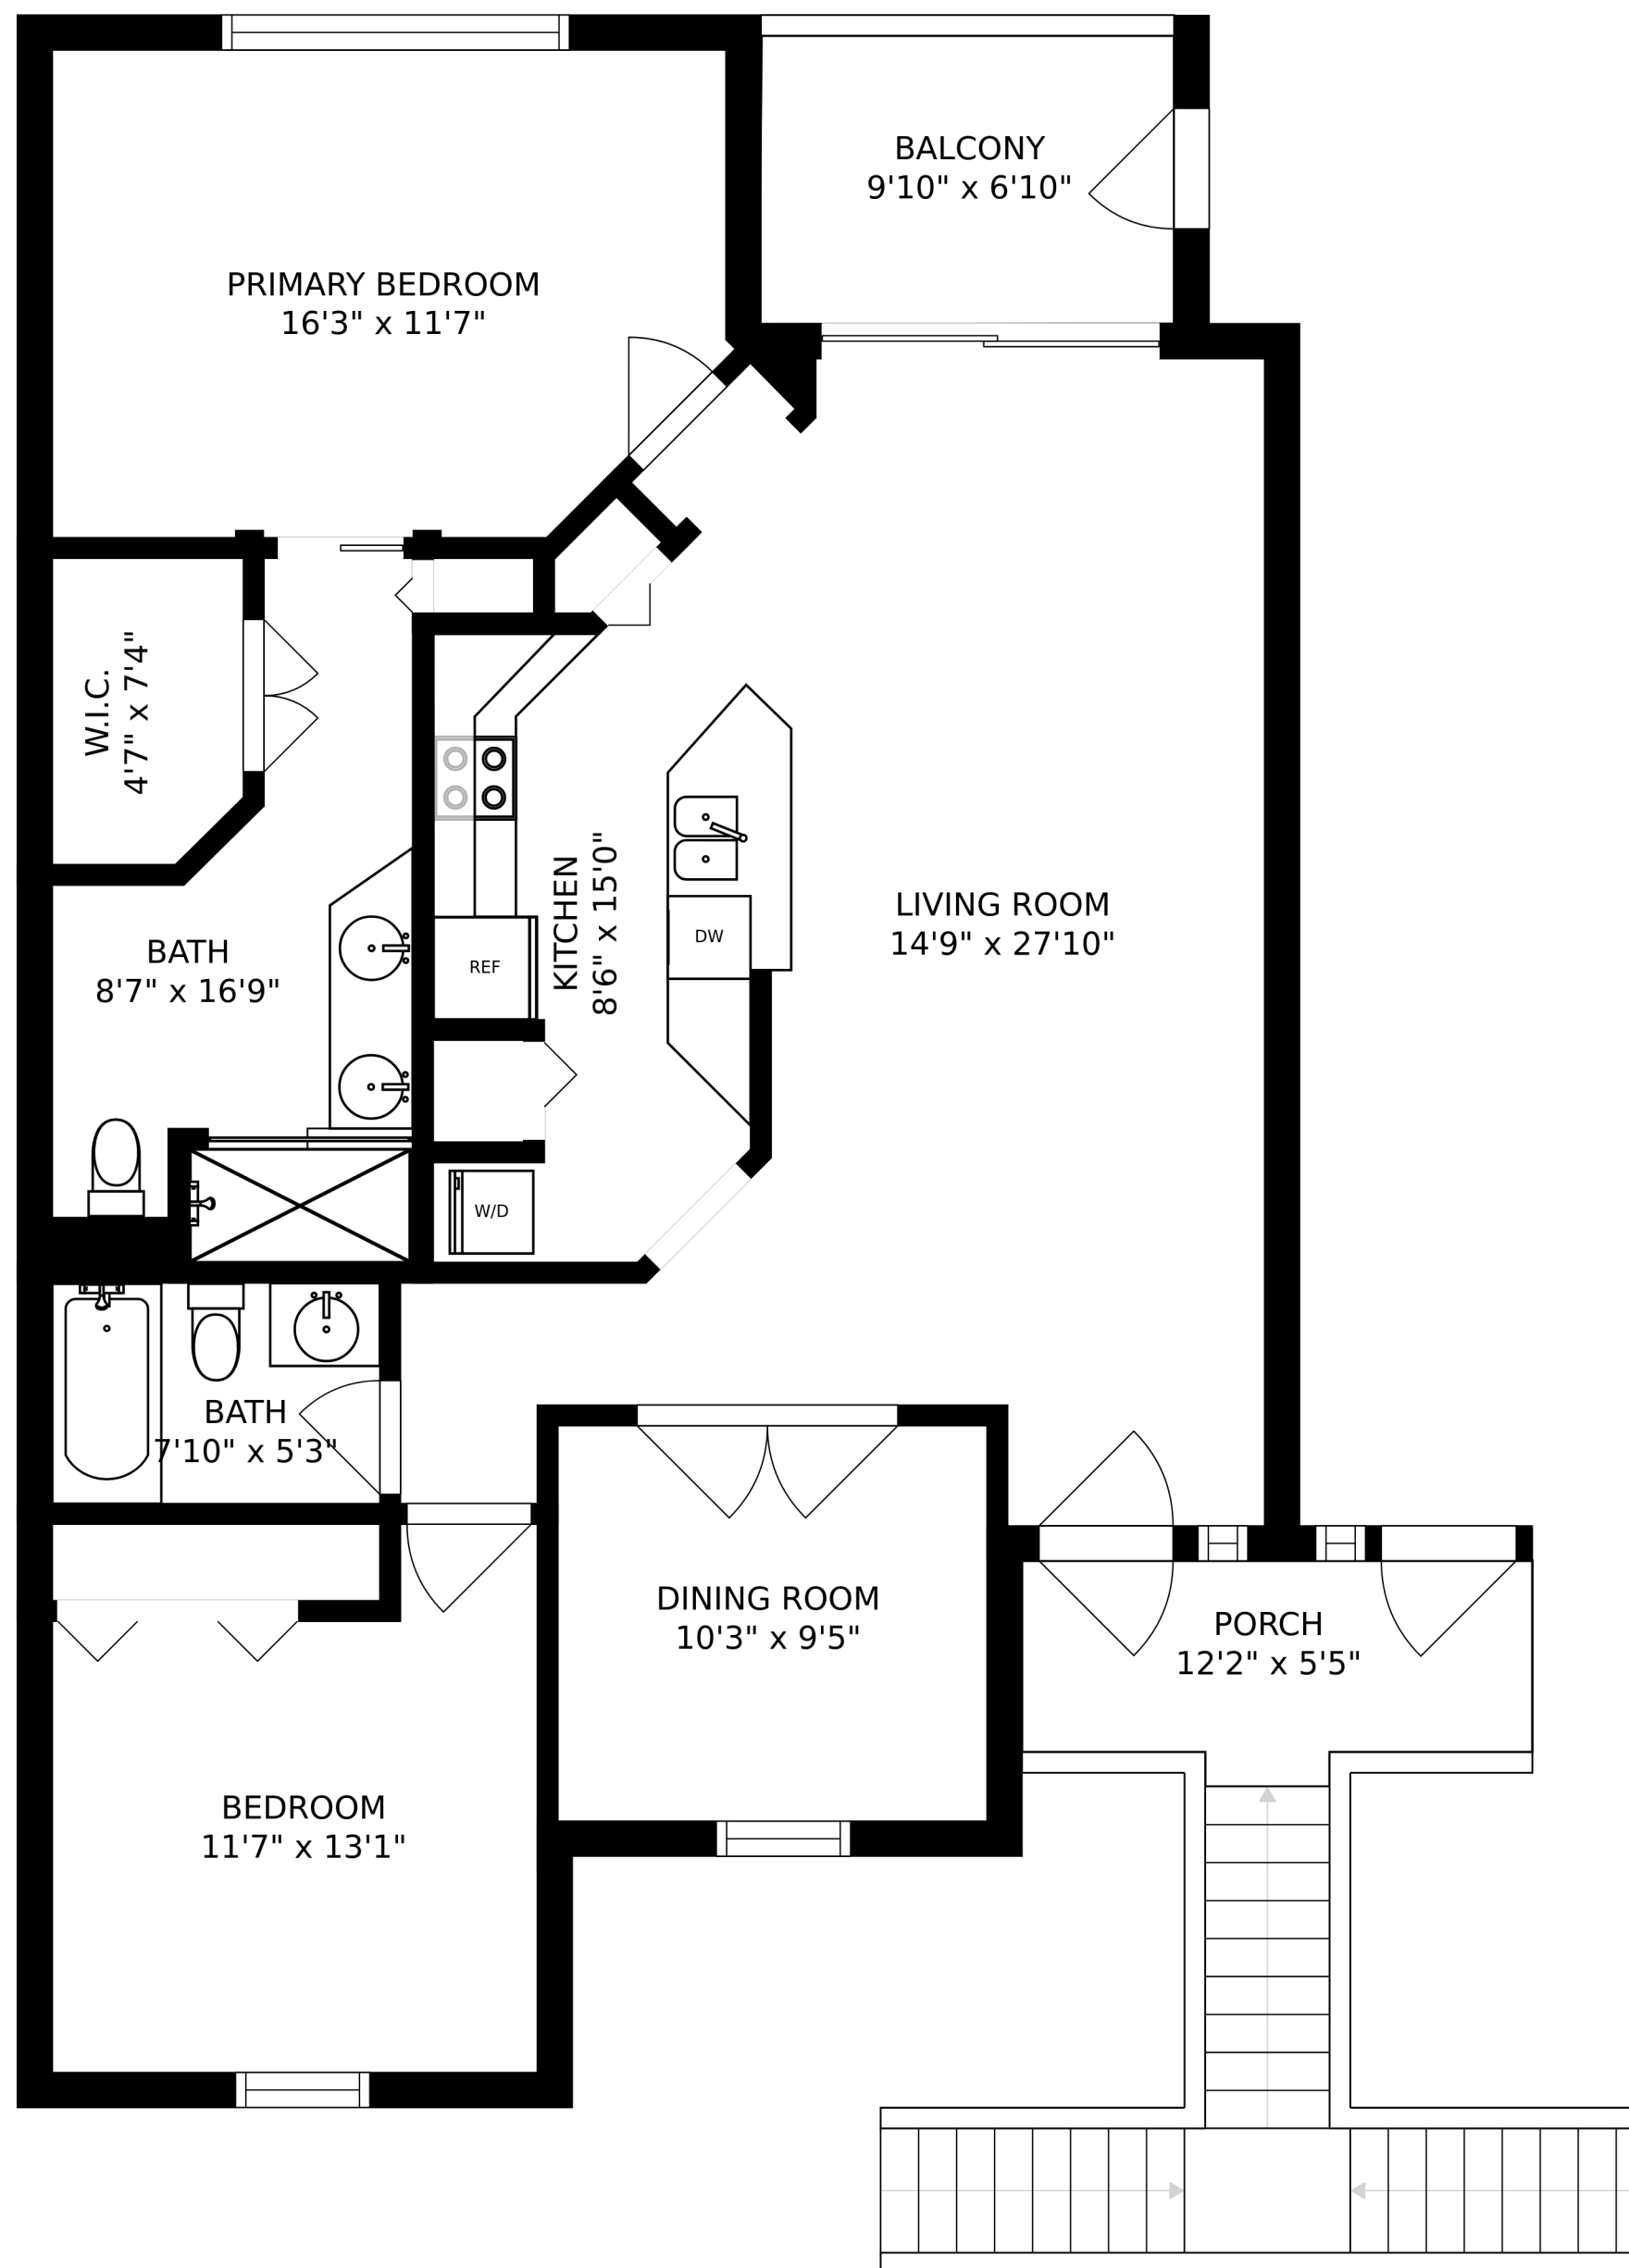 BALCONY
9'10" x 6'10"
PRIMARY BEDROOM
16'3" x 11'7"
W.I.C.
4'7" x 7'4"
KITCHEN
8'6" x 15'0"
LIVING ROOM
14'9" x 27'10"
DW
REF
BATH
8'7" x 16'9"
W/D
BATH
7'10" x 5'3"
DINING ROOM
10'3" x 9'5"
PORCH
12'2" x 5'5"
BEDROOM
11'7" x 13'1"